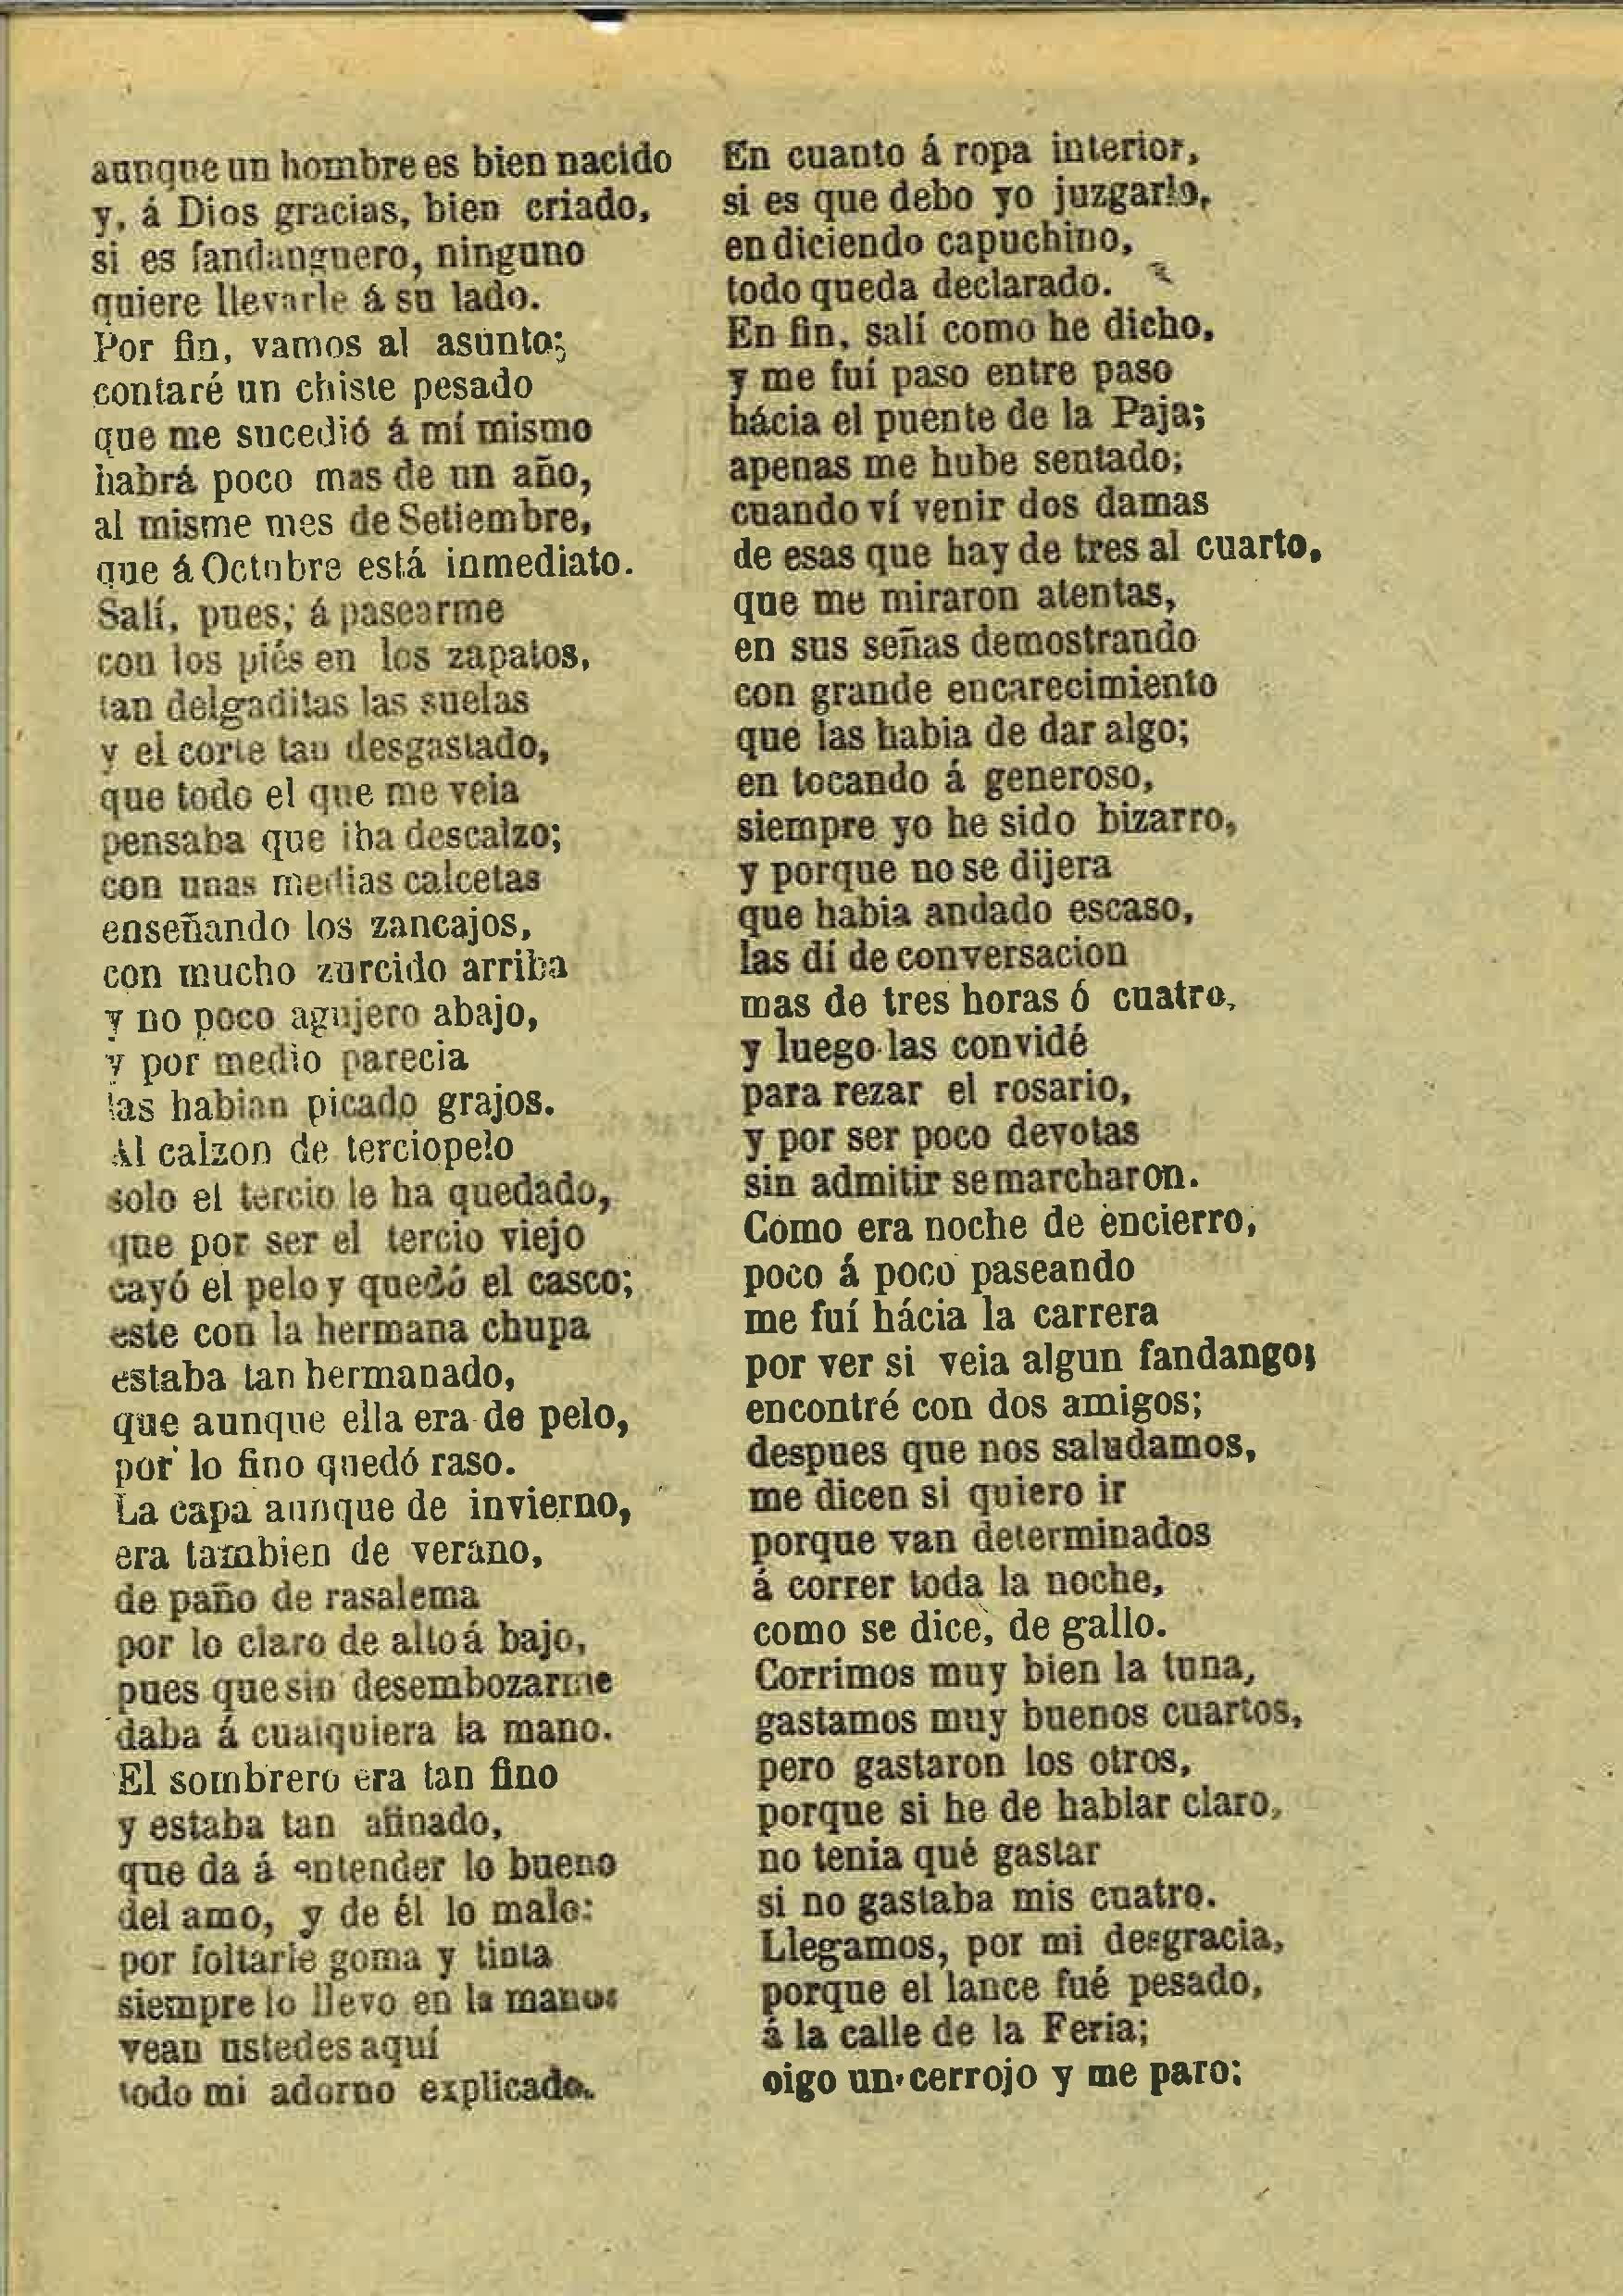 aunque un hombre es bien nacido
y, á Dios gracias, bien criado,
si es fandanguero, ninguno
quiere llevarle á su lado.
Por fin, vamos al asunto;
contaré un chiste pesado
que me sucedió á mí mismo
habrá poco mas de un año,
al misme mes de Setiembre,
que á Octubre está inmediato.
Salí, pues; á pasearme
con los piés en los zapatos,
tan delgaditas las suelas
y el corte tan desgastado,
que todo el que me veia
pensaba que iba descalzo;
con unas medias calcetas
enseñando los zancajos,
con mucho zurcido arriba
y no poco agujero abajo,
y por medio parecia
las habian picado grajos.
Al calzon de terciopelo
solo el tercio le ha quedado,
que por ser el tercio viejo
cayó el pelo y quedó el casco;
este con la hermana chupa
estaba tan hermanado,
que aunque ella era de pelo,
por lo fino quedó raso.
La capa aunque de invierno,
era tambien de verano,
de paño de rasalema
por lo claro de alto á bajo,
pues que sin desembozarme
daba á cualquiera la mano.
El sombrero era tan fino
y estaba tan afinado,
que da á entender lo bueno
del amo, y de él lo malo:
por foltarle goma y tinta
siempre lo llevo en la mano:
vean ustedes aquí
todo mi adorno explicado.
En cuanto á ropa interior,
si es que debo yo juzgarlo,
en diciendo capuchino,
todo queda declarado.
En fin, salí como he dicho,
y me fuí paso entre paso
hácia el puente de la Paja;
apenas me hube sentado;
cuando ví venir dos damas
de esas que hay de tres al cuarto,
que me miraron atentas,
en sus señas demostrando
con grande encarecimiento
que las habia de dar algo;
en tocando á generoso,
siempre yo he sido bizarro,
y porque no se dijera
que habia andado escaso,
las dí de conversacion
mas de tres horas ó cuatro,
y luego las convidé
para rezar el rosario,
y por ser poco devotas
sin admitir se marcharon.
Como era noche de encierro,
poco á poco paseando
me fuí hácia la carrera
por ver si veia algun fandango;
encontré con dos amigos;
despues que nos saludamos,
me dicen si quiero ir
porque van determinados
á correr toda la noche,
como se dice, de gallo.
Corrimos muy bien la tuna,
gastamos muy buenos cuartos,
pero gastaron los otros,
porque si he de hablar claro,
no tenia qué gastar
si no gastaba mis cuatro.
Llegamos, por mi desgracia,
porque el lance fué pesado,
á la calle de la Feria;
oigo un cerrojo y me paro: